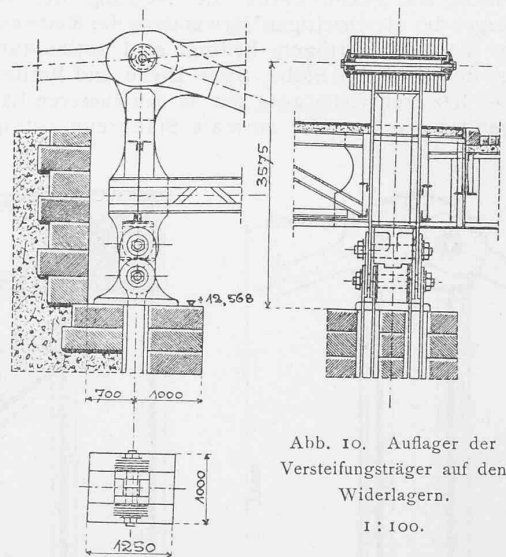 3575
+12,568
700
1000
1000
1250
Abb. 10. Auflager der
Versteifungsträger auf den
Widerlagern.
1 : 100.